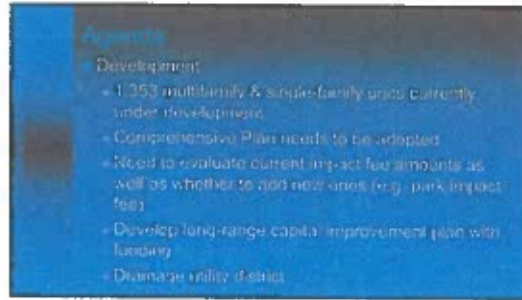 Agenda
Development
1,353 multifamily & single-family units currently
under development
Comprehensive Plan needs to be adopted
Need to evaluate current impact fee amounts as
well as whether to add new ones (e.g. park impact
fee)
Develop long-range capital improvement plan with
funding
Drainage utility district